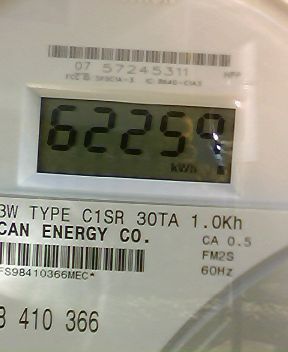 07 57245311
62259
kWh
3W TYPE C1SR 30TA 1.0Kh
CAN ENERGY CO.
CA 0.5
FM2S
60Hz
FS98410366MEC*
8 410 366